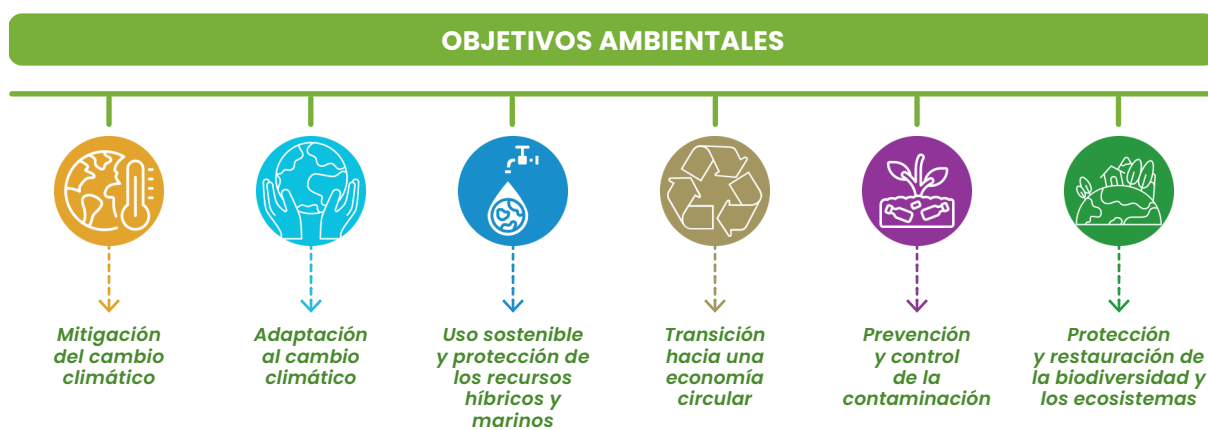 OBJETIVOS AMBIENTALES
Mitigación
del cambio
climático
Adaptación
al cambio
climático
Uso sostenible
y protección de
los recursos
híbricos y
marinos
Transición
hacia una
economía
circular
Prevención
y control
de la
contaminación
Protección
y restauración de
la biodiversidad y
los ecosistemas